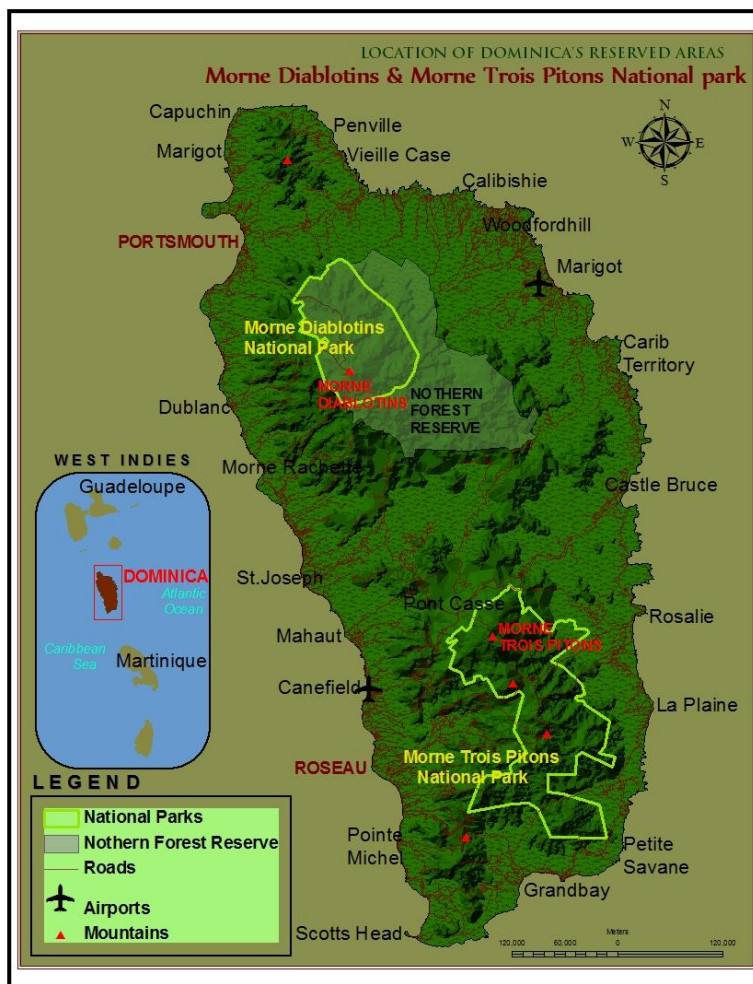 LOCATION OF DOMINICA'S RESERVED AREAS
Morne Diablotins & Morne Trois Pitons National park
Capuchin
Penville
Marigot
Vieille Case
N
W
E
S
Calibishie
Woodfordhill
PORTSMOUTH
Marigot
Morne Diablotins
National Park
Carib
Territory
MORNE
DIABLOTINS
NOTHERN
FOREST
RESERVE
Dublanc
Morne Rachette
Castle Bruce
WEST INDIES
Guadeloupe
DOMINICA
Atlantic
Ocean
Caribbean
Sea
Martinique
St.Joseph
Pont Casse
Rosalie
MORNE
TROIS PITONS
Mahaut
Canefield
La Plaine
ROSEAU
Morne Trois Pitons
National Park
LEGEND
National Parks
Nothern Forest Reserve
Roads
Airports
Mountains
Pointe
Michel
Petite
Savane
Grandbay
Scotts Head
Meters
120,000 60,000 0 120,000